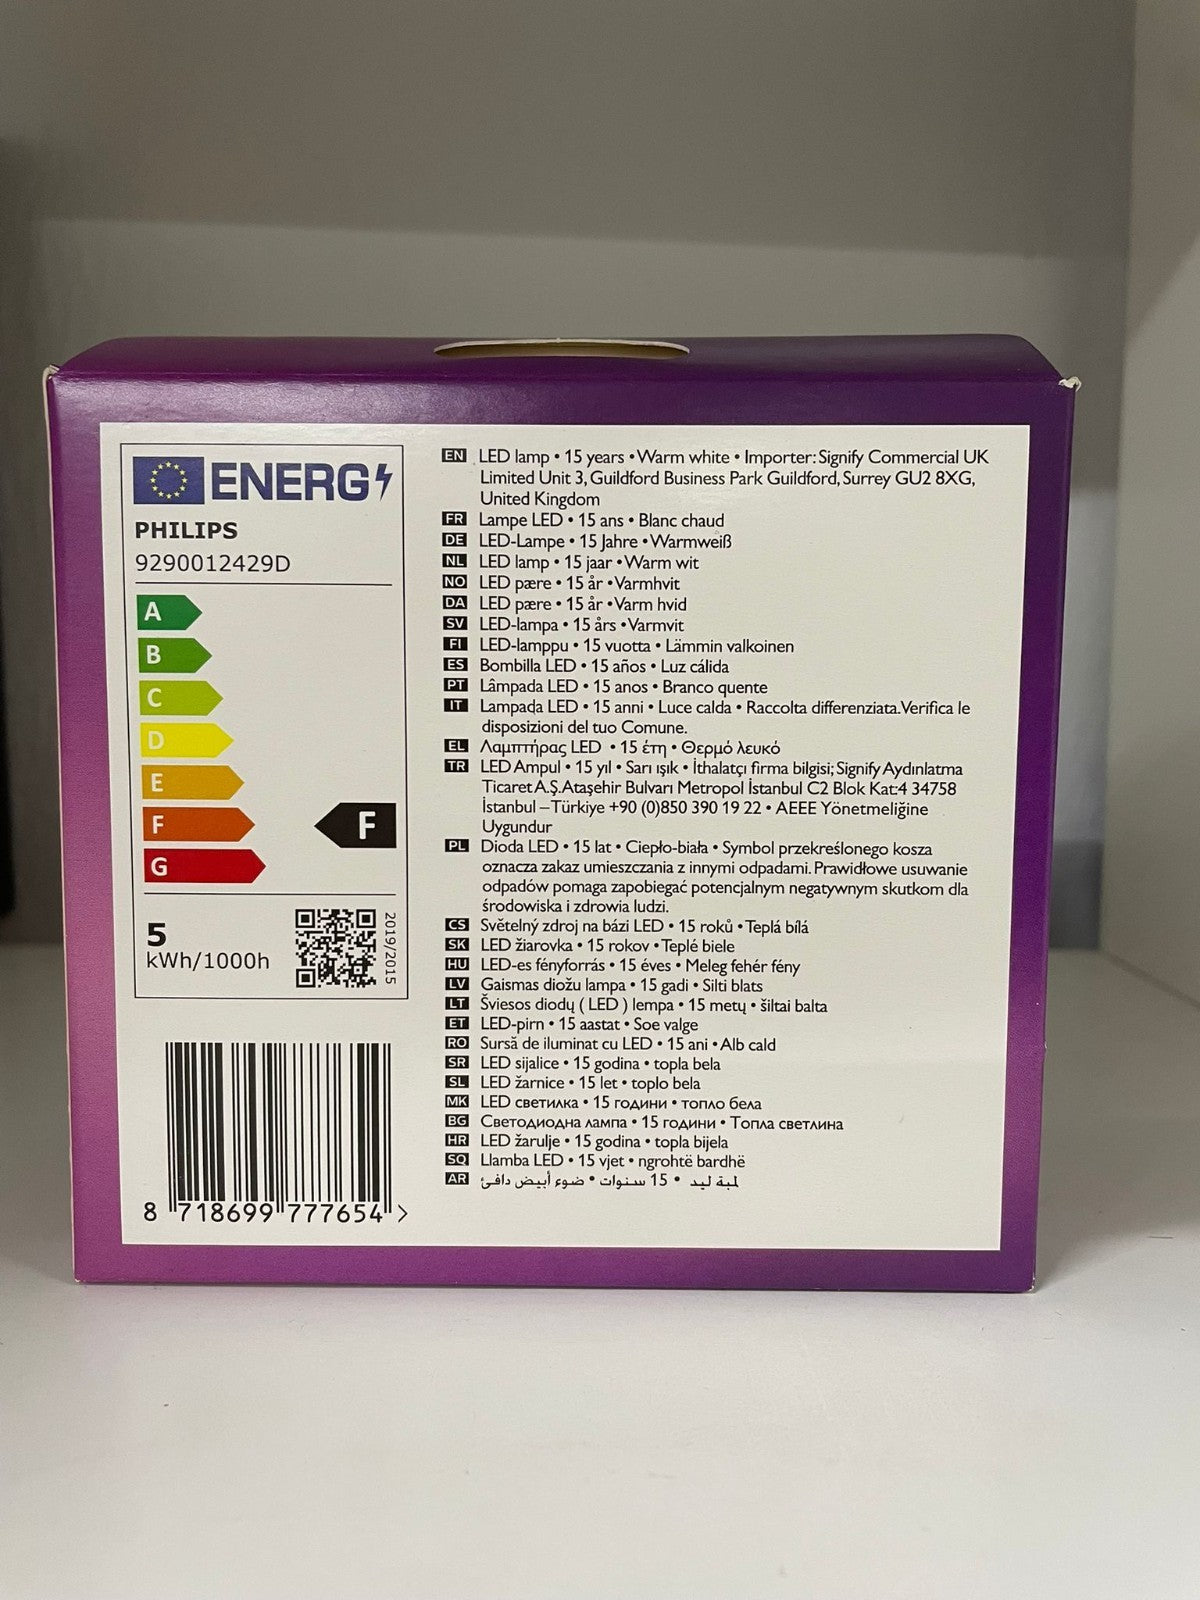 ENERG
PHILIPS
9290012429D
A
B
C
D
E
F
G
F
5
kWh/1000h
2019/2015
8 718699 777654 >
EN LED lamp • 15 years • Warm white • Importer: Signify Commercial UK
Limited Unit 3, Guildford Business Park Guildford, Surrey GU2 8XG,
United Kingdom
FR Lampe LED • 15 ans • Blanc chaud
DE LED-Lampe • 15 Jahre • Warmweiß
NL LED lamp • 15 jaar • Warm wit
NO LED pære • 15 år • Varmhvit
DA LED pære • 15 år • Varm hvid
SV LED-lampa • 15 års • Varmvit
FI LED-lamppu • 15 vuotta • Lämmin valkoinen
ES Bombilla LED • 15 años • Luz cálida
PT Lâmpada LED • 15 anos • Branco quente
IT Lampada LED • 15 anni • Luce calda • Raccolta differenziata. Verifica le
disposizioni del tuo Comune.
EL Λαμπτήρας LED • 15 έτη • Θερμό λευκό
TR LED Ampul • 15 yıl • Sarı ışık • İthalatçı firma bilgisi; Signify Aydınlatma
Ticaret A.Ş. Ataşehir Bulvarı Metropol İstanbul C2 Blok Kat:4 34758
İstanbul – Türkiye +90 (0)850 390 19 22 • AEEE Yönetmeliğine
Uygundur
PL Dioda LED • 15 lat • Ciepło-biała • Symbol przekreślonego kosza
oznacza zakaz umieszczania z innymi odpadami. Prawidłowe usuwanie
odpadów pomaga zapobiegać potencjalnym negatywnym skutkom dla
środowiska i zdrowia ludzi.
CS Světelný zdroj na bázi LED • 15 roků • Teplá bílá
SK LED žiarovka • 15 rokov • Teplé biele
HU LED-es fényforrás • 15 éves • Meleg fehér fény
LV Gaismas diožu lampa • 15 gadi • Silti blats
LT Šviesos diodų ( LED ) lempa • 15 metų • šiltai balta
ET LED-pirn • 15 aastat • Soe valge
RO Sursă de iluminat cu LED • 15 ani • Alb cald
SR LED sijalice • 15 godina • topla bela
SL LED žarnice • 15 let • toplo bela
MK LED светилка • 15 години • топло бела
BG Светодиодна лампа • 15 години • Топла светлина
HR LED žarulje • 15 godina • topla bijela
SQ Llamba LED • 15 vjet • ngrohtë bardhë
AR لمبة ليد • 15 سنوات • ضوء أبيض دافئ